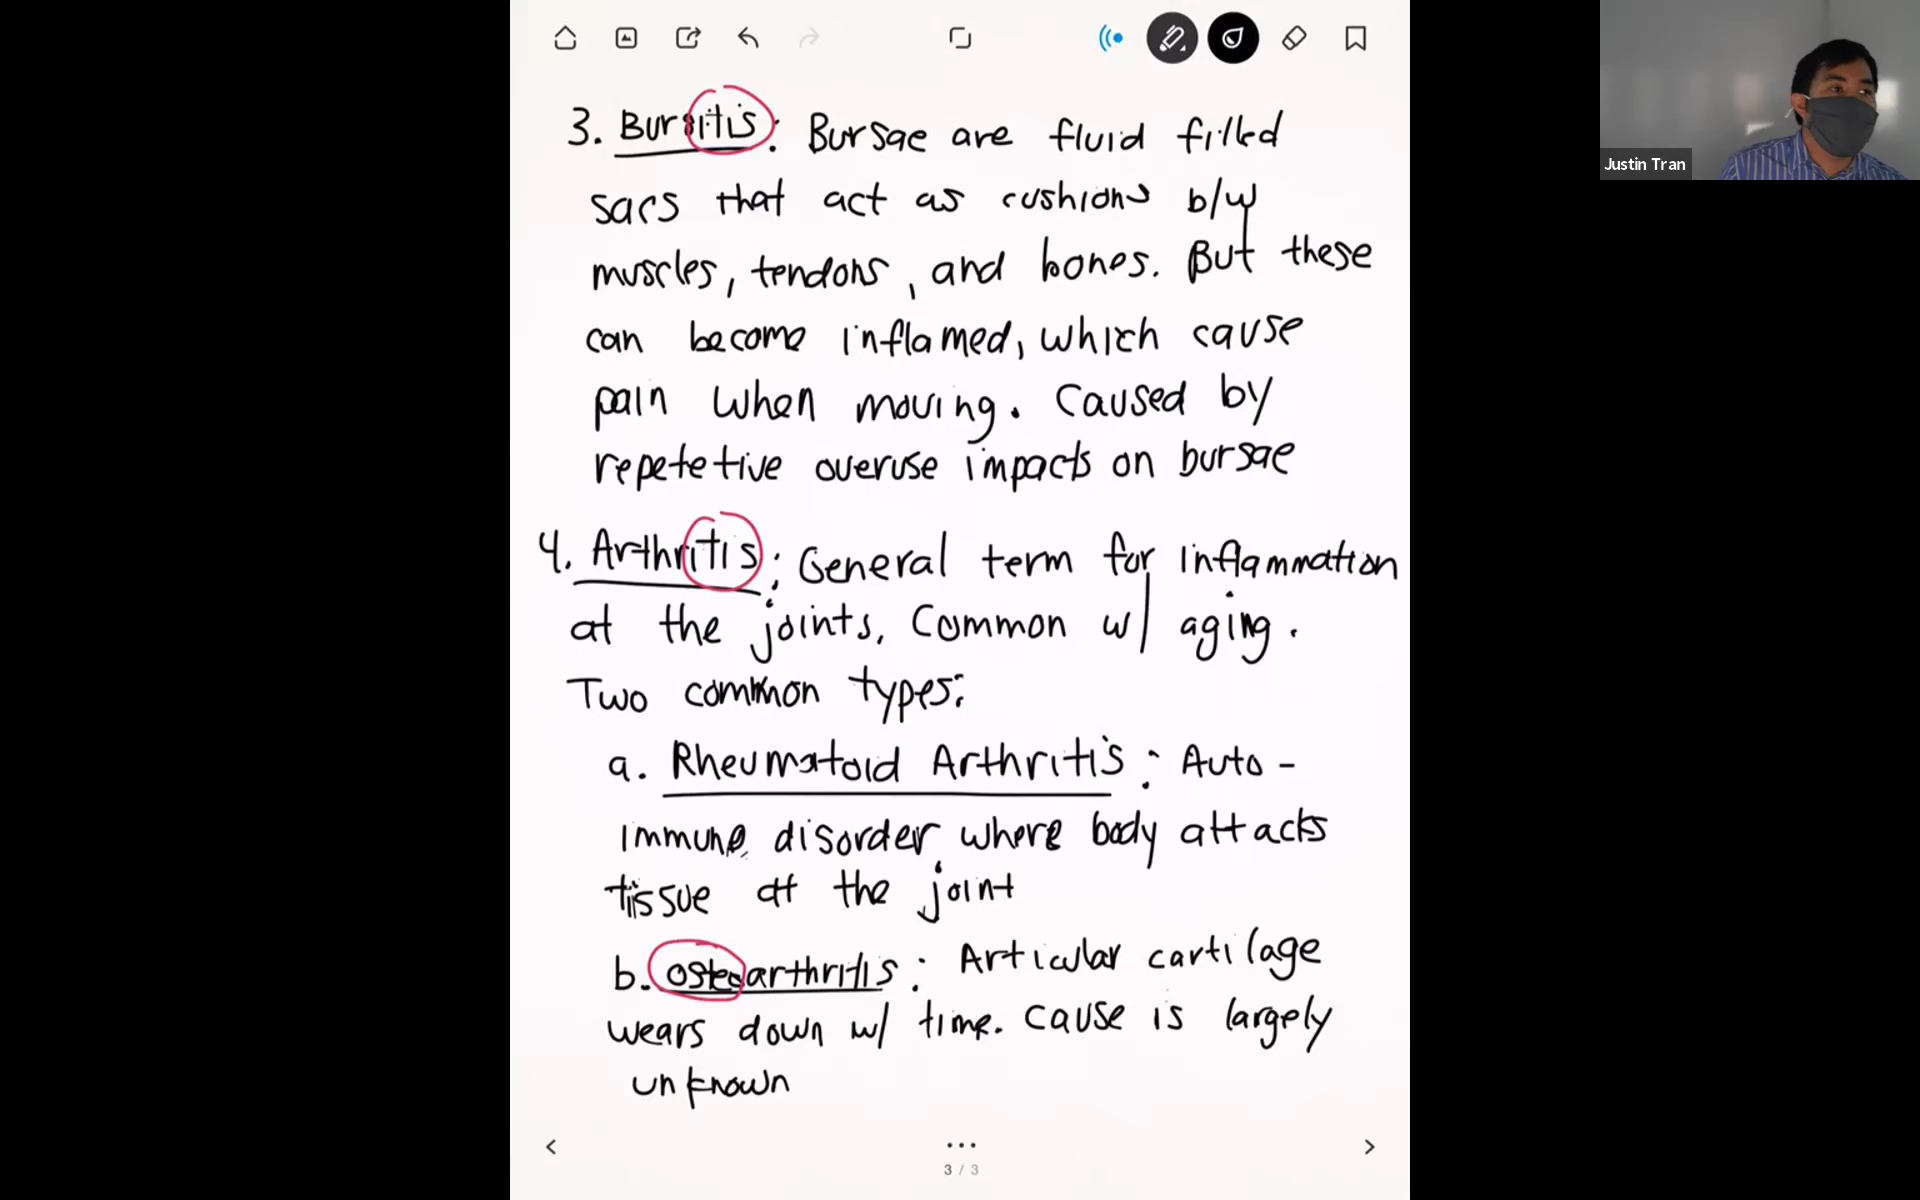 3. Bursitis: Bursae are fluid filled
sacs that act as cushions b/w
muscles, tendons, and bones. But these
can become inflamed, which cause
pain when moving. Caused by
repetetive overuse impacts on bursae
4. Arthritis: General term for inflammation
at the joints, Common w/ aging.
Two common types:
a. Rheumatoid Arthritis: Auto-
immune disorder where body attacks
tissue at the joint
b. Osteoarthritis: Articular cartilage
wears down w/ time. Cause is largely
unknown
3 / 3
Justin Tran